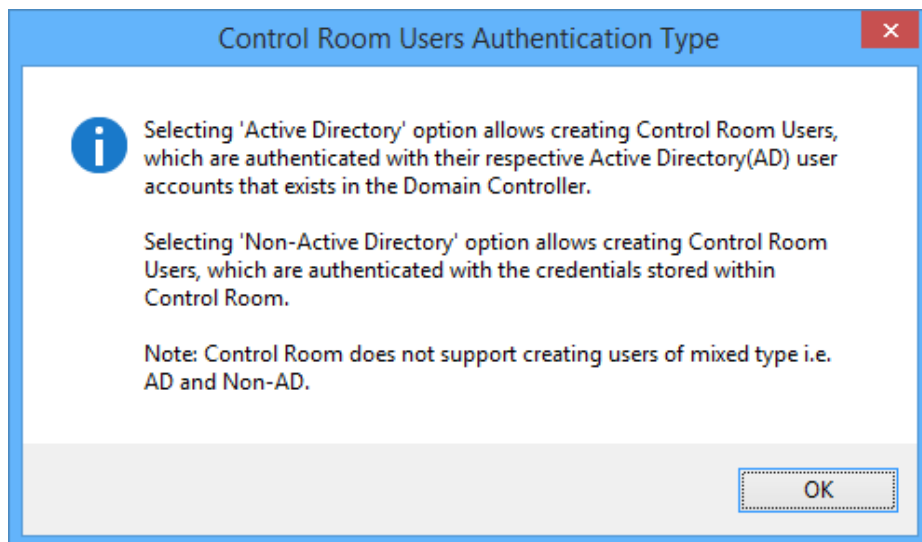 Control Room Users Authentication Type
Selecting 'Active Directory' option allows creating Control Room Users,
which are authenticated with their respective Active Directory(AD) user
accounts that exists in the Domain Controller.
Selecting 'Non-Active Directory' option allows creating Control Room
Users, which are authenticated with the credentials stored within
Control Room.
Note: Control Room does not support creating users of mixed type i.e.
AD and Non-AD.
OK